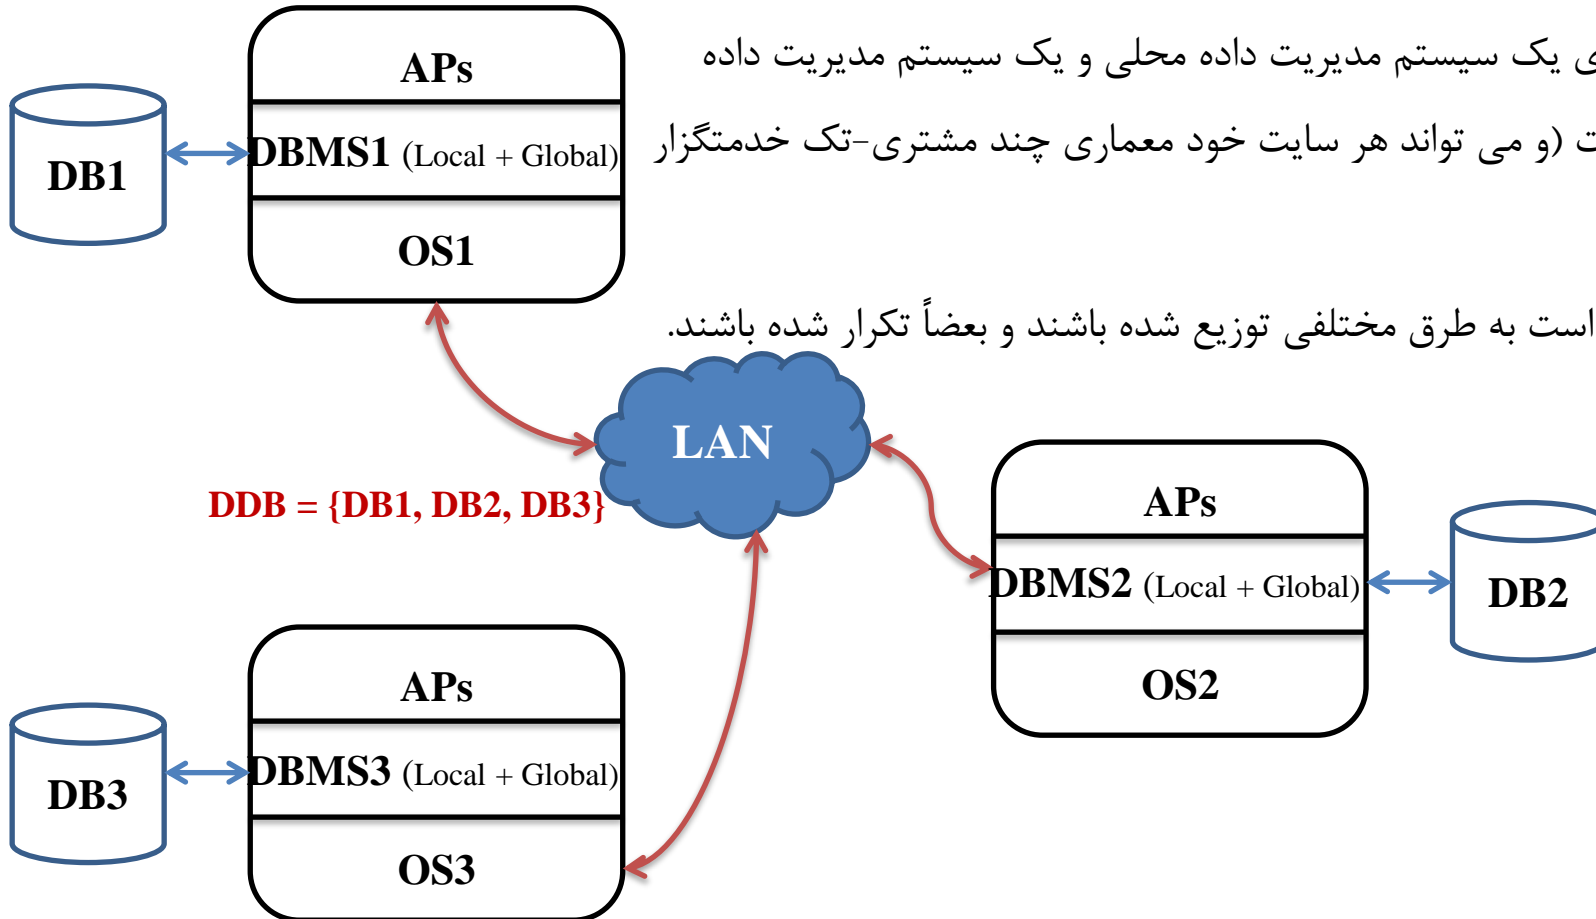 ی یک سیستم مدیریت داده محلی و یک سیستم مدیریت داده
ت (و می تواند هر سایت خود معماری چند مشتری-تک خدمتگزار
است به طرق مختلفی توزیع شده باشند و بعضاً تکرار شده باشند.
APs
DBMS1 (Local + Global)
OS1
DB1
LAN
DDB = {DB1, DB2, DB3}
APs
DBMS2 (Local + Global)
OS2
DB2
APs
DBMS3 (Local + Global)
OS3
DB3